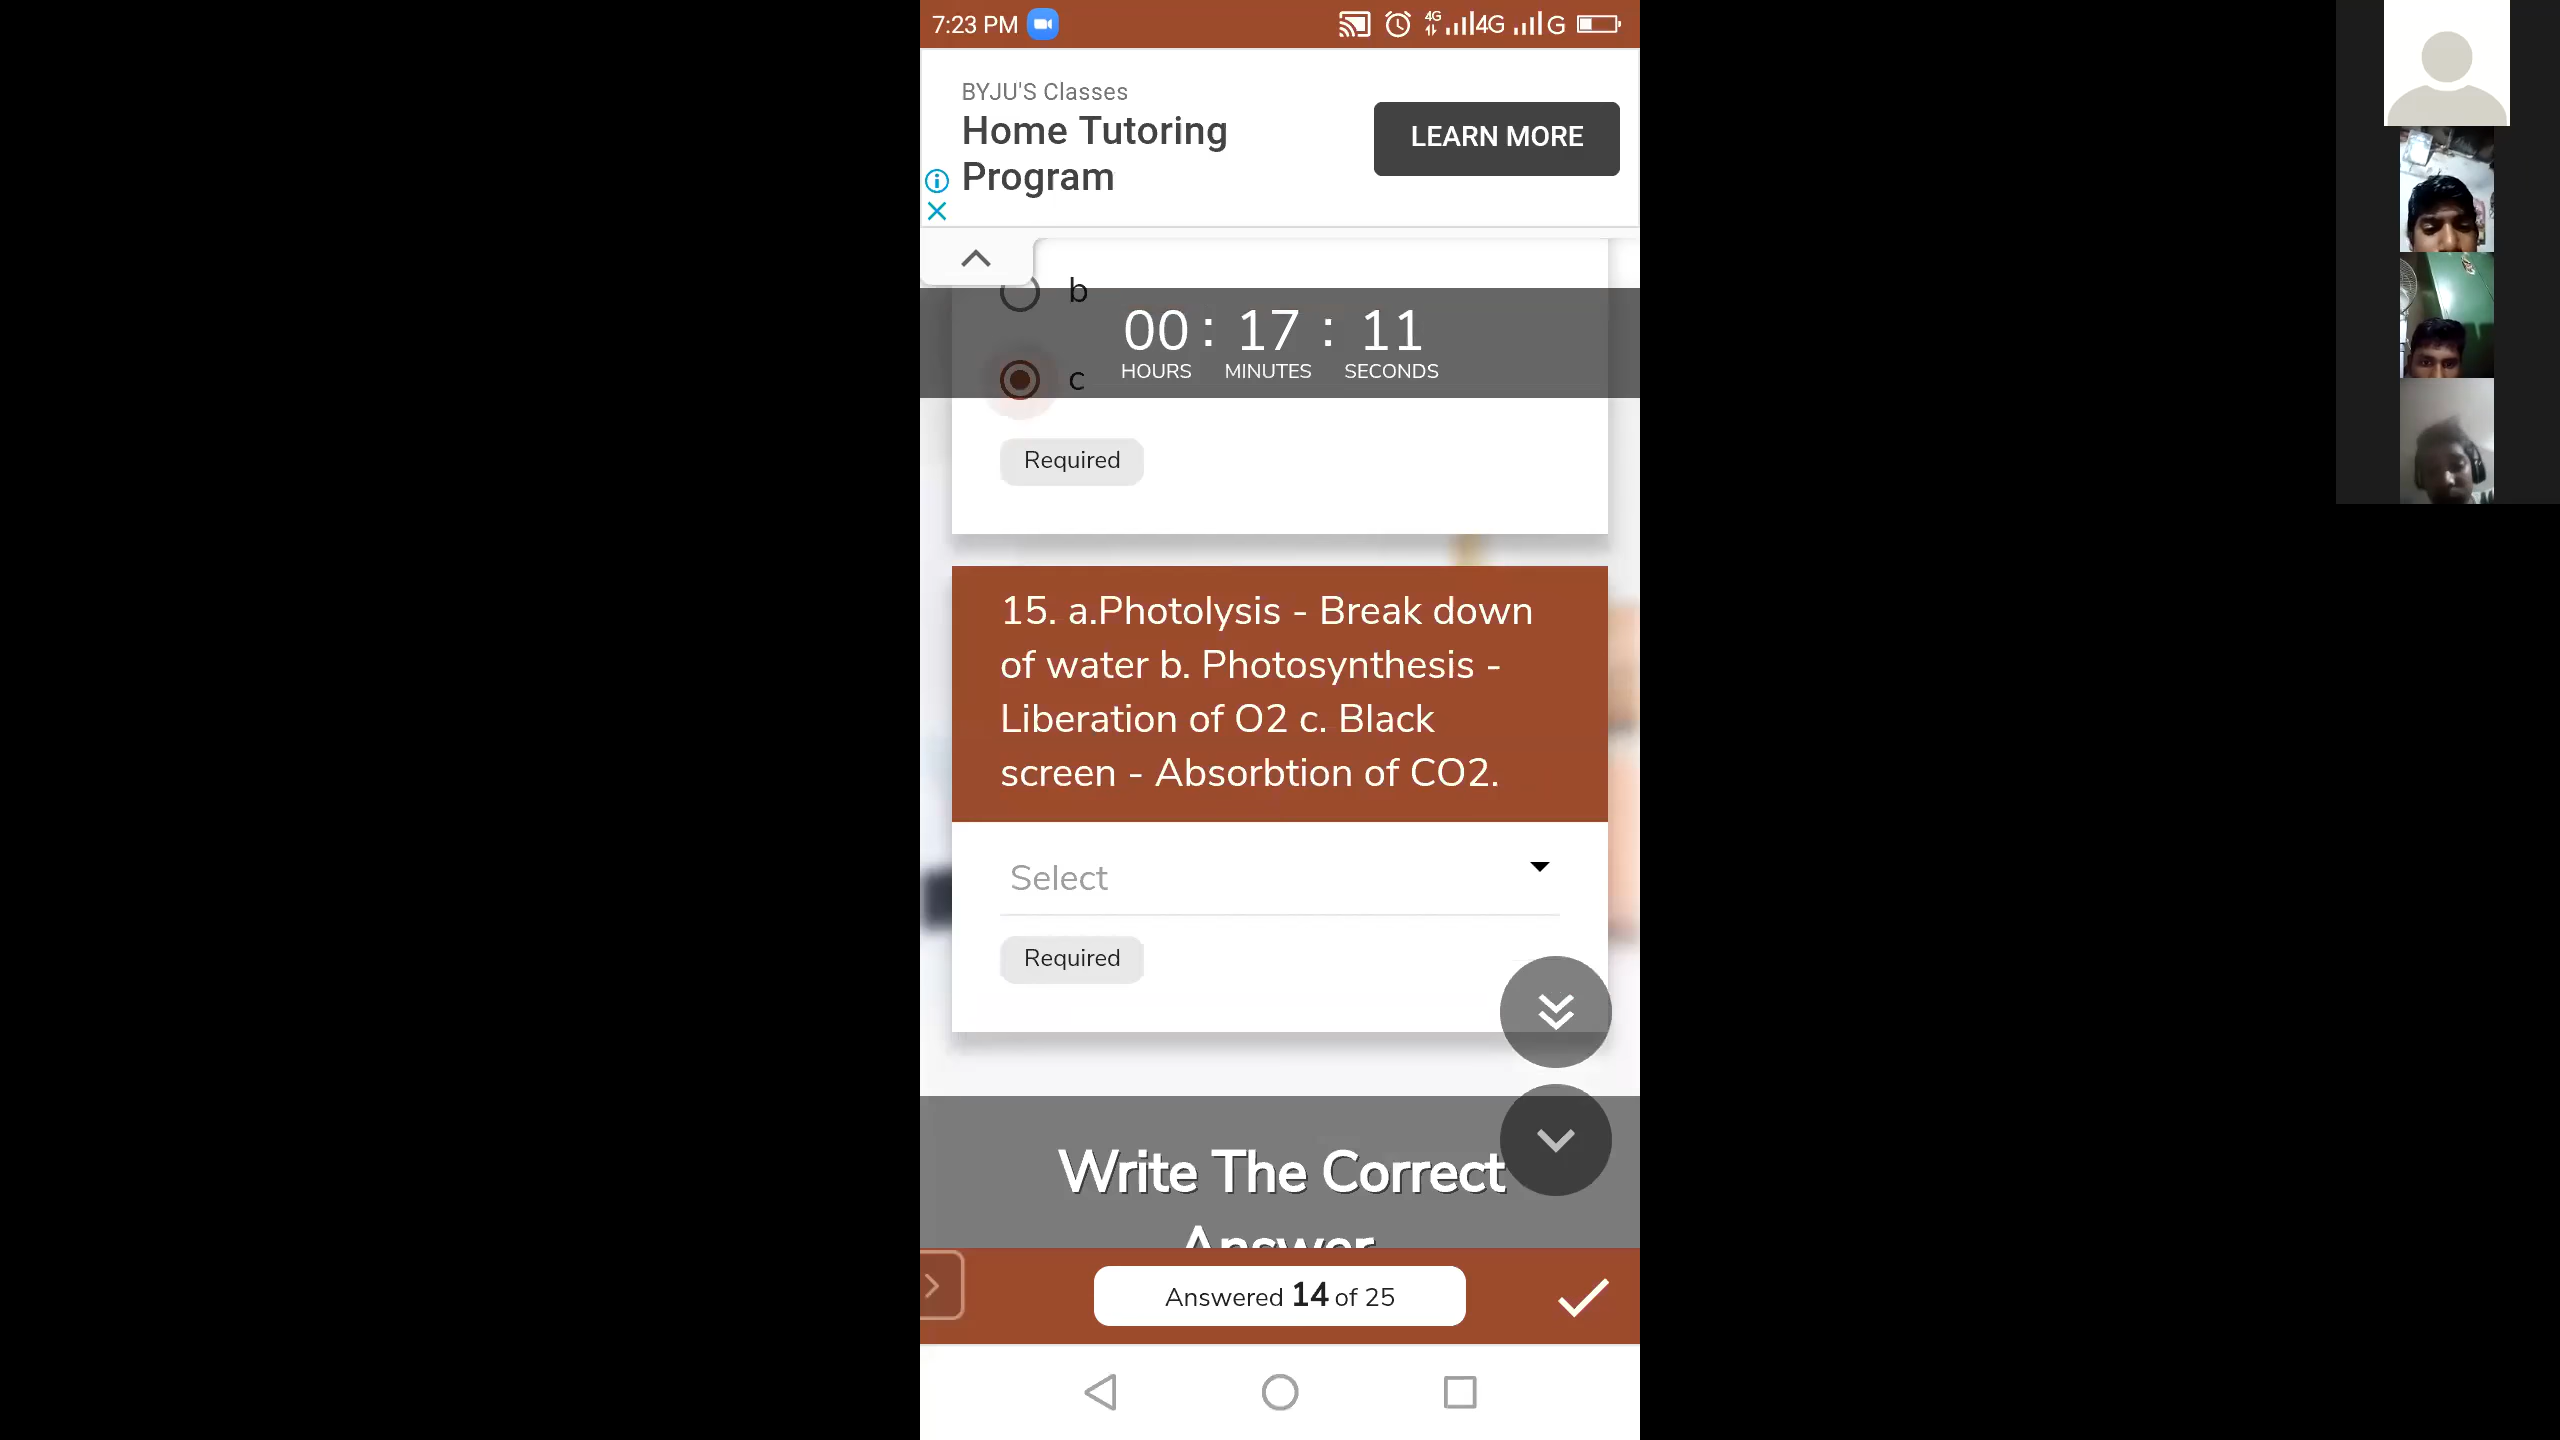 7:23 PM
4G 4G G
BYJU'S Classes
Home Tutoring
Program
LEARN MORE
b
00 : 17 : 11
HOURS MINUTES SECONDS
c
Required
15. a.Photolysis - Break down
of water b. Photosynthesis -
Liberation of O2 c. Black
screen - Absorbtion of CO2.
Select
Required
Write The Correct
Answer
Answered 14 of 25